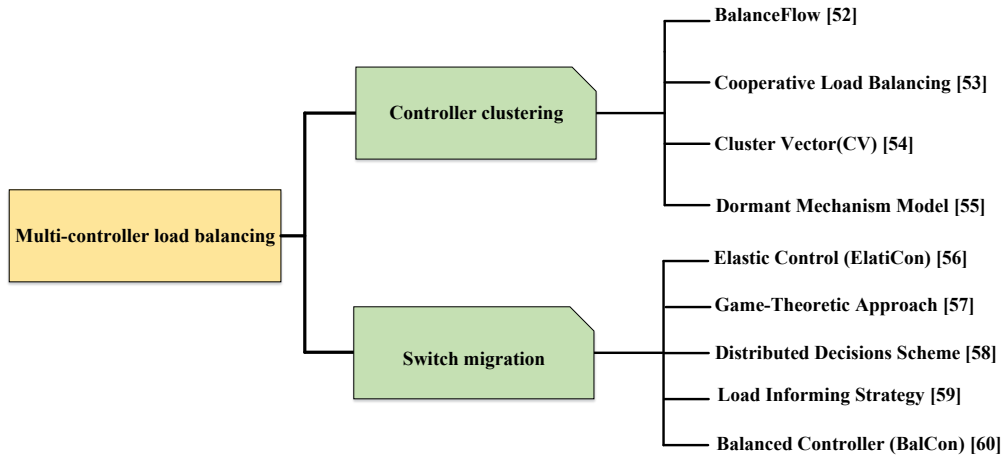 Multi-controller load balancing
Controller clustering
BalanceFlow [52]
Cooperative Load Balancing [53]
Cluster Vector(CV) [54]
Dormant Mechanism Model [55]
Switch migration
Elastic Control (ElatiCon) [56]
Game-Theoretic Approach [57]
Distributed Decisions Scheme [58]
Load Informing Strategy [59]
Balanced Controller (BalCon) [60]